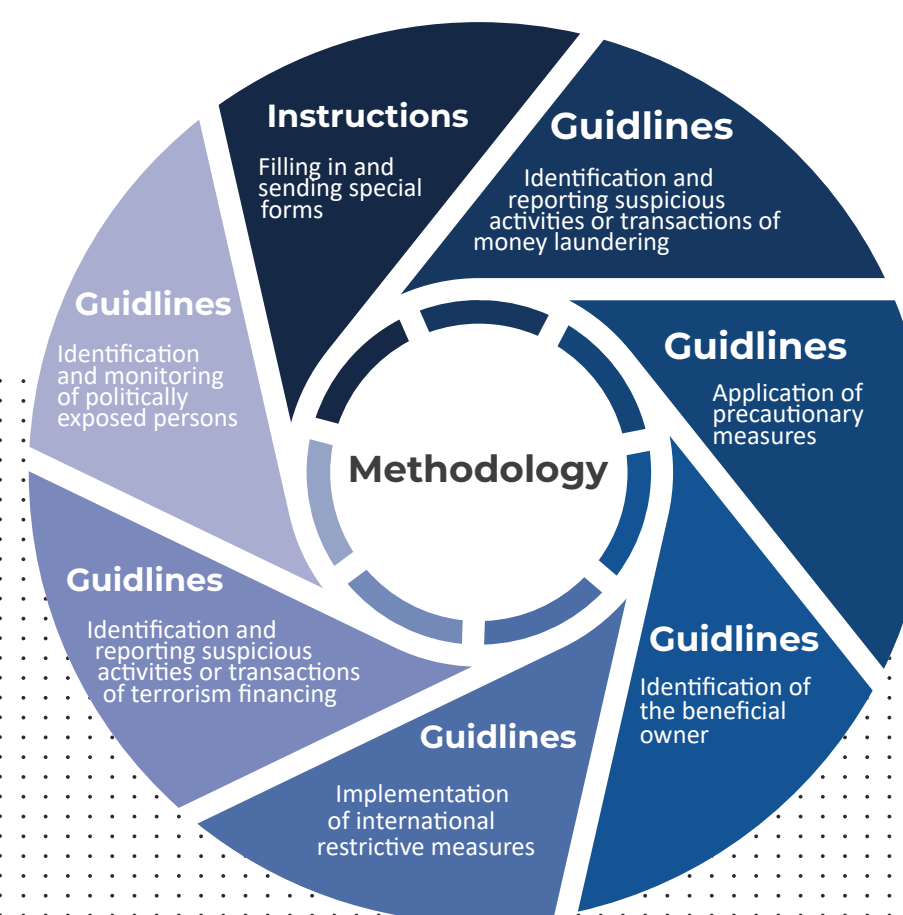 Instructions
Filling in and
sending special
forms
Guidlines
Identification and
reporting suspicious
activities or transactions of
money laundering
Guidlines
Application of
precautionary
measures
Guidlines
Identification of
the beneficial
owner
Guidlines
Implementation
of international
restrictive measures
Guidlines
Identification and
reporting suspicious
activities or transactions
of terrorism financing
Guidlines
Identification
and monitoring
of politically
exposed persons
Methodology